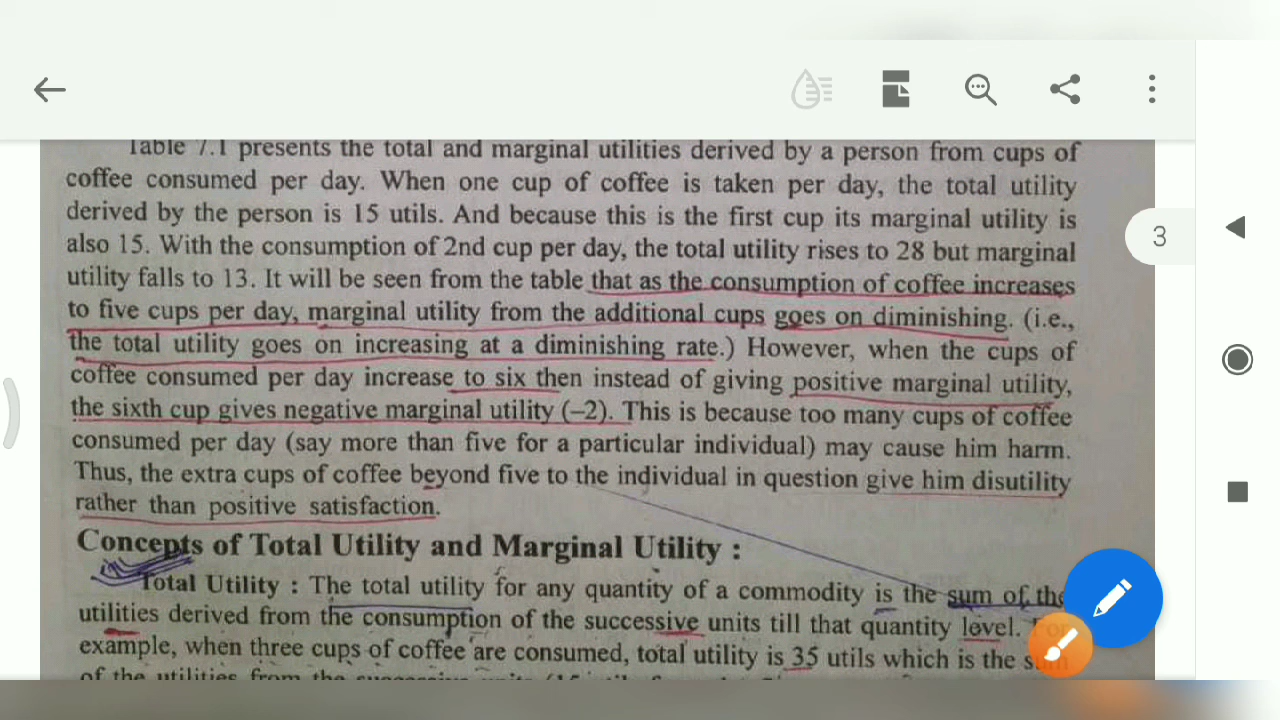 3
Table 7.1 presents the total and marginal utilities derived by a person from cups of
coffee consumed per day. When one cup of coffee is taken per day, the total utility
derived by the person is 15 utils. And because this is the first cup its marginal utility is
also 15. With the consumption of 2nd cup per day, the total utility rises to 28 but marginal
utility falls to 13. It will be seen from the table that as the consumption of coffee increases
to five cups per day, marginal utility from the additional cups goes on diminishing. (i.e.,
the total utility goes on increasing at a diminishing rate.) However, when the cups of
coffee consumed per day increase to six then instead of giving positive marginal utility,
the sixth cup gives negative marginal utility (–2). This is because too many cups of coffee
consumed per day (say more than five for a particular individual) may cause him harm.
Thus, the extra cups of coffee beyond five to the individual in question give him disutility
rather than positive satisfaction.
Concepts of Total Utility and Marginal Utility :
Total Utility : The total utility for any quantity of a commodity is the sum of the
utilities derived from the consumption of the successive units till that quantity level.
example, when three cups of coffee are consumed, total utility is 35 utils which is the
of the utilities from the successive units